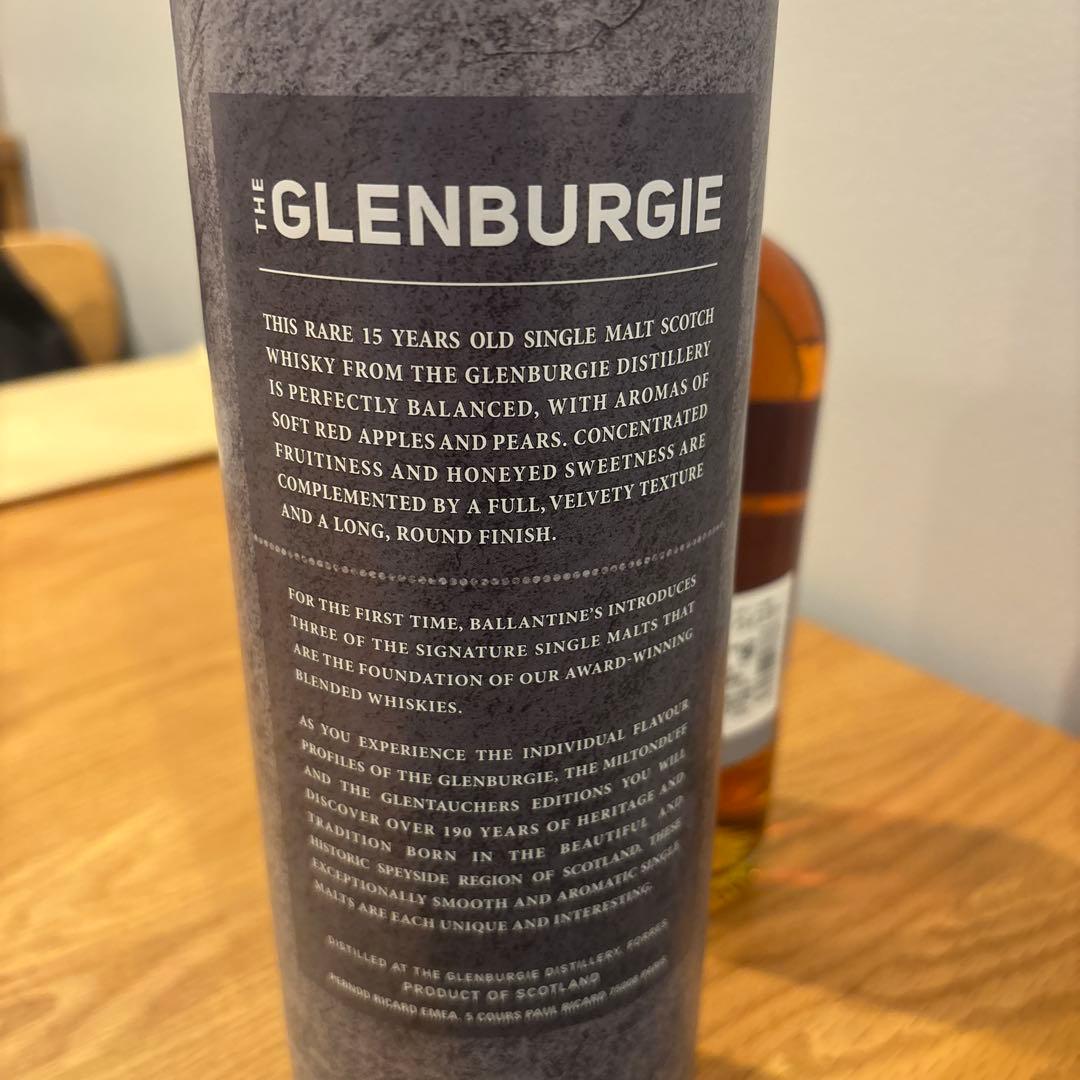 THE GLENBURGIE
THIS RARE 15 YEARS OLD SINGLE MALT SCOTCH
WHISKY FROM THE GLENBURGIE DISTILLERY
IS PERFECTLY BALANCED, WITH AROMAS OF
SOFT RED APPLES AND PEARS. CONCENTRATED
FRUITINESS AND HONEYED SWEETNESS ARE
COMPLEMENTED BY A FULL, VELVETY TEXTURE
AND A LONG, ROUND FINISH.
FOR THE FIRST TIME, BALLANTINE'S INTRODUCES
THREE OF THE SIGNATURE SINGLE MALTS THAT
ARE THE FOUNDATION OF OUR AWARD-WINNING
BLENDED WHISKIES.
AS YOU EXPERIENCE THE INDIVIDUAL FLAVOUR
PROFILES OF THE GLENBURGIE, THE MILTONDUFF
AND THE GLENTAUCHERS EDITIONS YOU WILL
DISCOVER OVER 190 YEARS OF HERITAGE AND
TRADITION BORN IN THE BEAUTIFUL AND
HISTORIC SPEYSIDE REGION OF SCOTLAND. THESE
EXCEPTIONALLY SMOOTH AND AROMATIC SINGLE
MALTS ARE EACH UNIQUE AND INTERESTING.
DISTILLED AT THE GLENBURGIE DISTILLERY, FORRES
PRODUCT OF SCOTLAND
PERNOD RICARD EMEA, 5 COURS PAUL RICARD 75008 PARIS